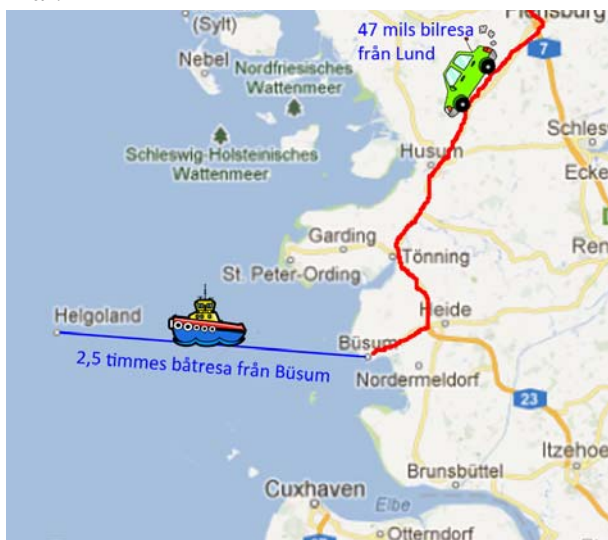 (Sylt)
47 mils bilresa
från Lund
Nebel
Nordfriesisches
Wattenmeer
7
Schleswig-Holsteinisches
Wattenmeer
Husum
Garding
Tönning
St. Peter-Ording
Helgoland
Heide
Büsum
2,5 timmes båtresa från Büsum
Nordermeldorf
23
Itzehoe
Brunsbüttel
Cuxhaven
Elbe
Otterndorf